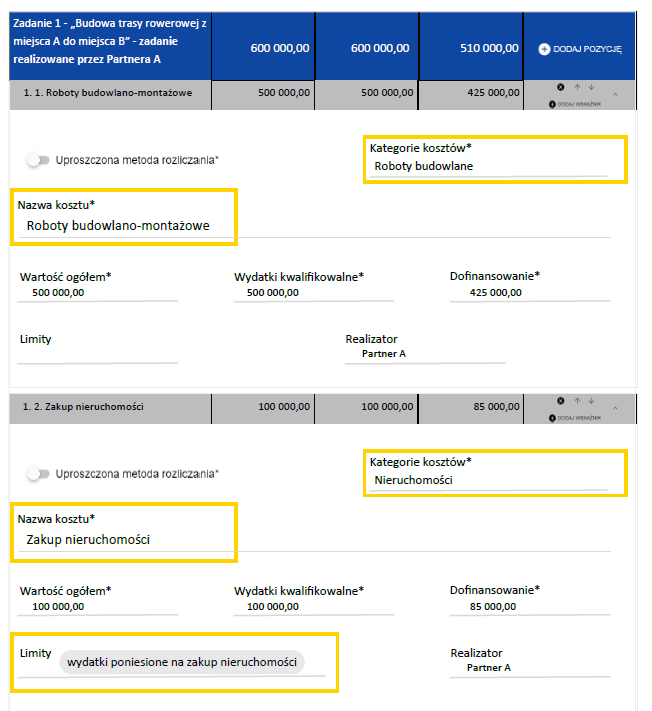 Zadanie 1 - „Budowa trasy rowerowej z
miejsca A do miejsca B” - zadanie
realizowane przez Partnera A
600 000,00 600 000,00 510 000,00 DODAJ POZYCJĘ
1. 1. Roboty budowlano-montażowe 500 000,00 500 000,00 425 000,00
DODAJ WSKAŹNIK
Uproszczona metoda rozliczania*
Kategorie kosztów*
Roboty budowlane
Nazwa kosztu*
Roboty budowlano-montażowe
Wartość ogółem* Wydatki kwalifikowalne* Dofinansowanie*
500 000,00 500 000,00 425 000,00
Limity Realizator
Partner A
1. 2. Zakup nieruchomości 100 000,00 100 000,00 85 000,00
DODAJ WSKAŹNIK
Uproszczona metoda rozliczania*
Kategorie kosztów*
Nieruchomości
Nazwa kosztu*
Zakup nieruchomości
Wartość ogółem* Wydatki kwalifikowalne* Dofinansowanie*
100 000,00 100 000,00 85 000,00
Limity wydatki poniesione na zakup nieruchomości Realizator
Partner A